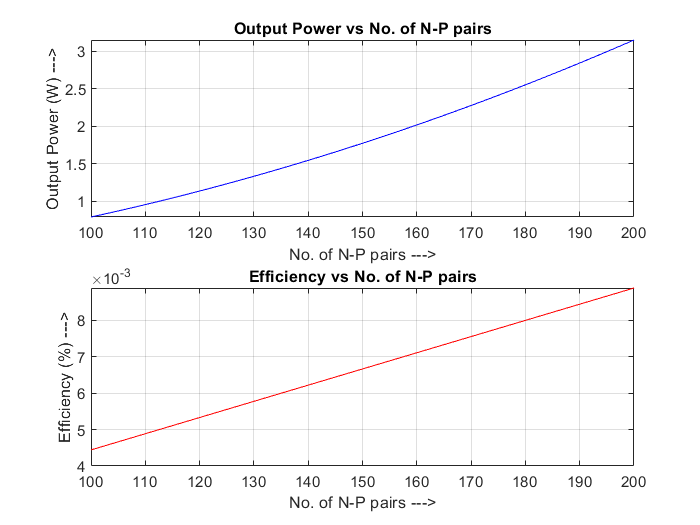 Output Power vs No. of N-P pairs
Output Power (W) --->
3
2.5
2
1.5
1
100 110 120 130 140 150 160 170 180 190 200
No. of N-P pairs --->
×10-3
Efficiency vs No. of N-P pairs
Efficiency (%) --->
8
7
6
5
4
100 110 120 130 140 150 160 170 180 190 200
No. of N-P pairs --->